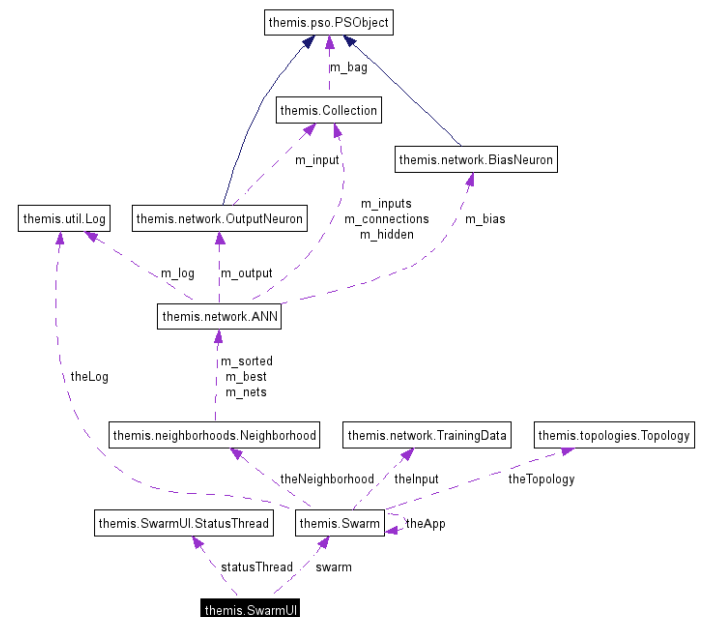 themis.pso.PSObject
m_bag
themis.Collection
m_input
themis.network.BiasNeuron
m_inputs
m_connections
m_hidden
themis.util.Log
themis.network.OutputNeuron
m_bias
m_log
m_output
themis.network.ANN
m_sorted
m_best
m_nets
theLog
themis.neighborhoods.Neighborhood
themis.network.TrainingData
themis.topologies.Topology
theNeighborhood
theInput
theTopology
themis.SwarmUI.StatusThread
themis.Swarm
theApp
statusThread
swarm
themis.SwarmUI